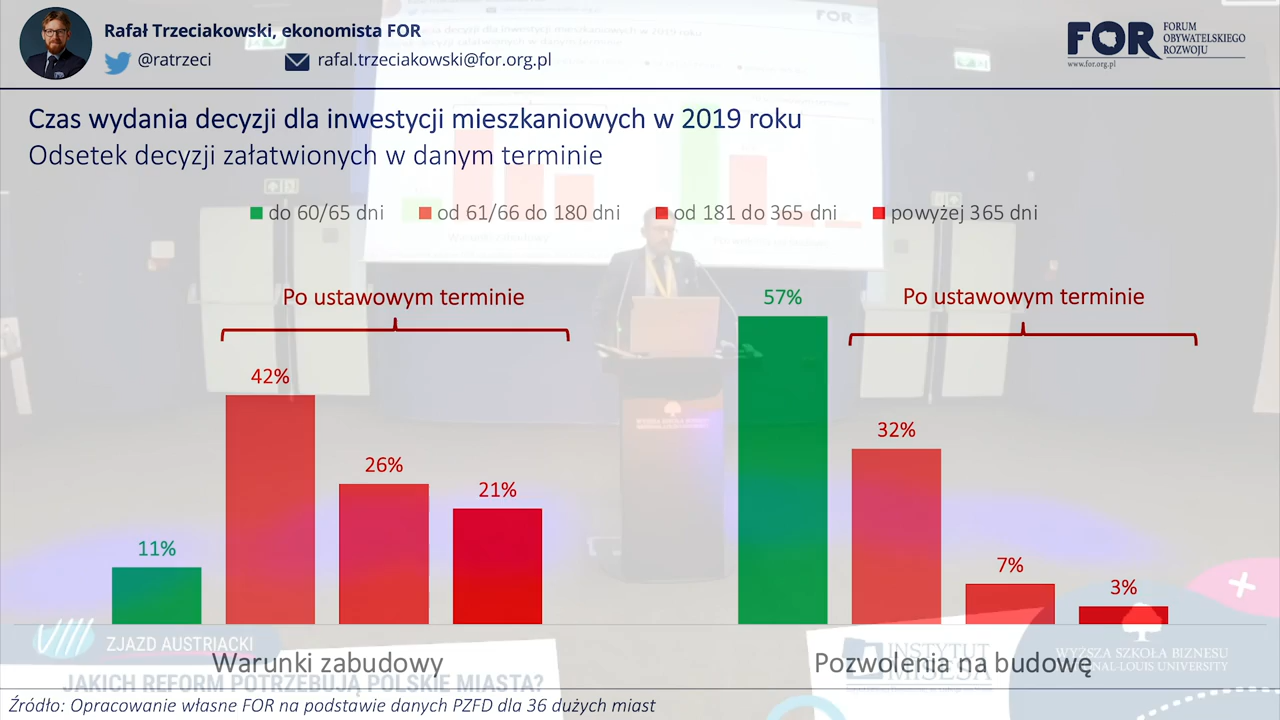 Rafał Trzeciakowski, ekonomista FOR
@ratrzeci
rafal.trzeciakowski@for.org.pl
FOR
FORUM
OBYWATELSKIEGO
ROZWOJU
www.for.org.pl
Czas wydania decyzji dla inwestycji mieszkaniowych w 2019 roku
Odsetek decyzji załatwionych w danym terminie
do 60/65 dni
od 61/66 do 180 dni
od 181 do 365 dni
powyżej 365 dni
Po ustawowym terminie
Po ustawowym terminie
11%
42%
26%
21%
57%
32%
7%
3%
ZJAZD AUSTRIACKI
Warunki zabudowy
Pozwolenia na budowę
JAKICH REFORM POTRZEBUJĄ POLSKIE MIASTA?
INSTYTUT
MISESA
WYŻSZA SZKOŁA BIZNESU
NATIONAL-LOUIS UNIVERSITY
Źródło: Opracowanie własne FOR na podstawie danych PZFD dla 36 dużych miast